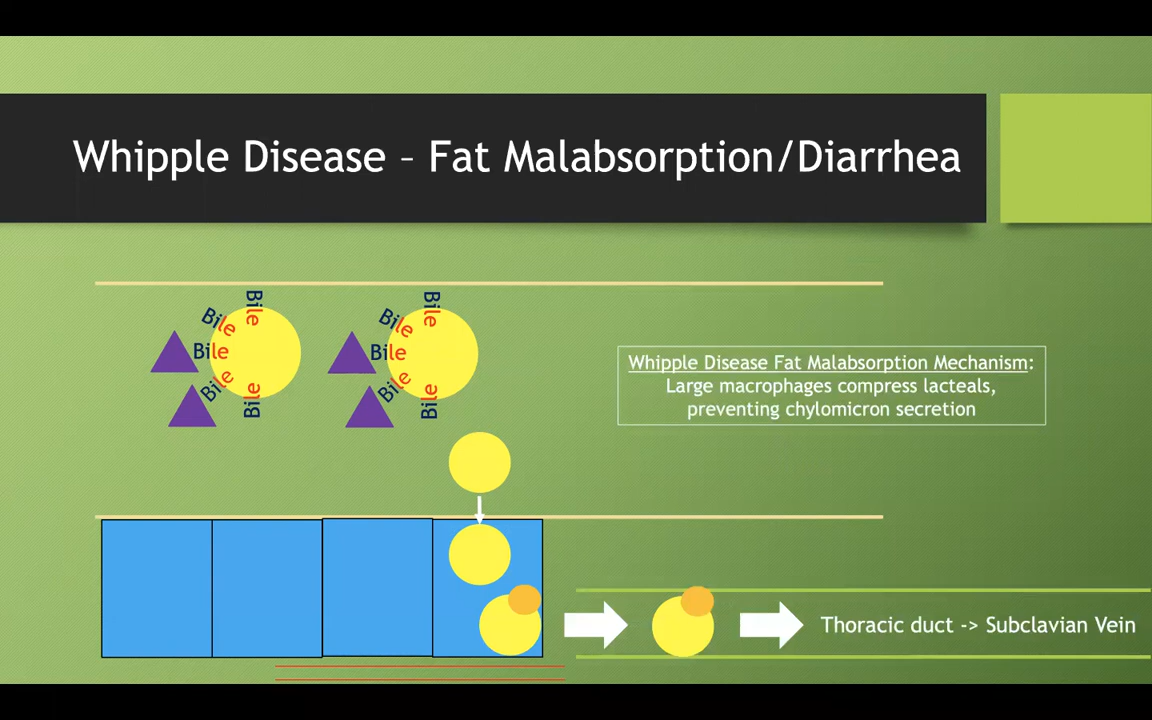 Whipple Disease – Fat Malabsorption/Diarrhea
Bile
Bile
Bile
Bile
Bile
Bile
Bile
Bile
Bile
Bile
Whipple Disease Fat Malabsorption Mechanism:
Large macrophages compress lacteals,
preventing chylomicron secretion
Thoracic duct -> Subclavian Vein